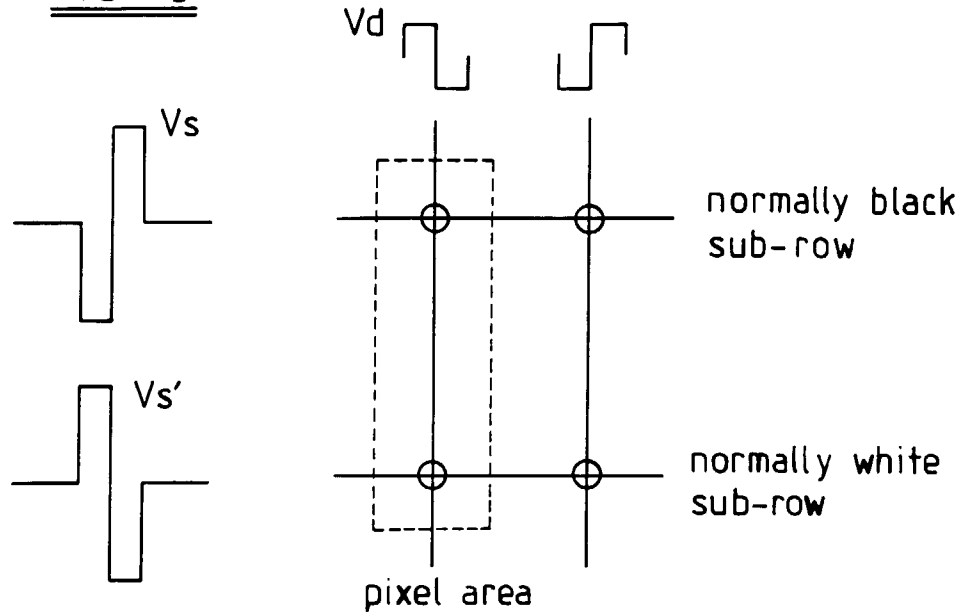 Vd
Vs
normally black
sub-row
Vs′
normally white
sub-row
pixel area